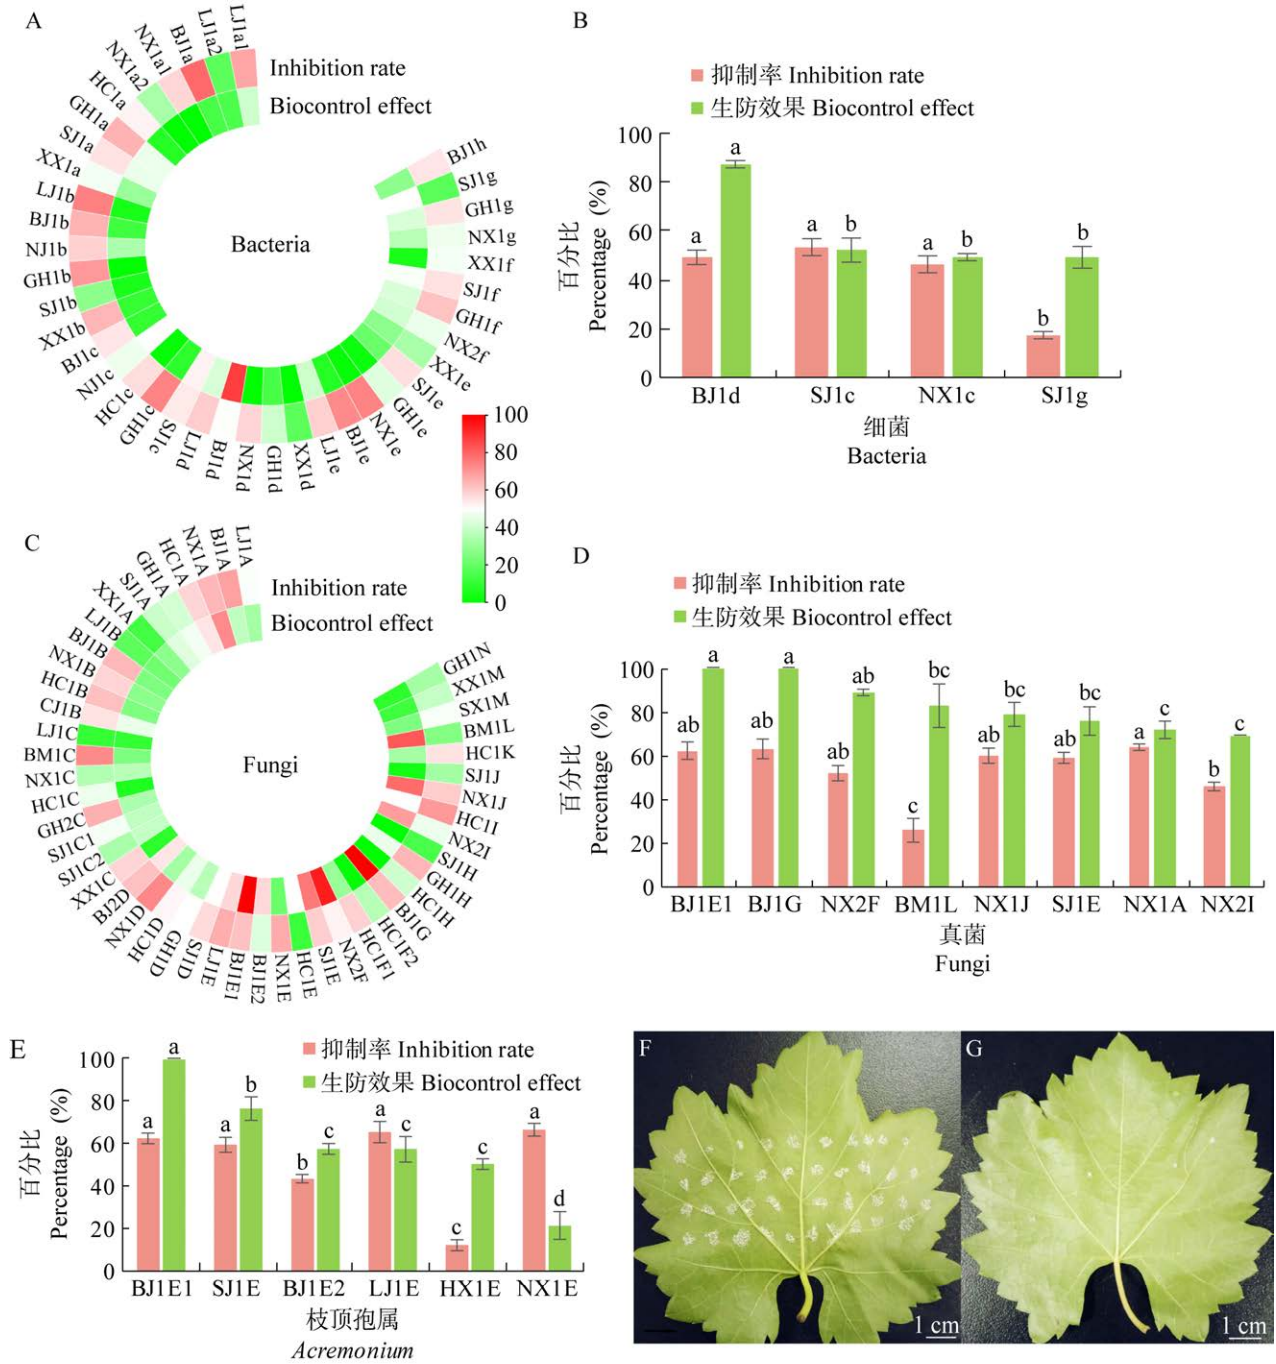 A
LJ1a1
LJ1a2
BJ1a
NX1a1
NX1a2
HC1a
GH1a
SJ1a
XX1a
LJ1b
BJ1b
NJ1b
GH1b
SJ1b
XX1b
BJ1c
NJ1c
HC1c
GH1c
SJ1c
LJ1d
BJ1d
NX1d
GH1d
XX1d
LJ1e
BJ1e
NX1e
GH1e
SJ1e
XX1e
NX2f
GH1f
SJ1f
XX1f
NX1g
GH1g
SJ1g
BJ1h
Inhibition rate
Biocontrol effect
Bacteria
100
80
60
40
20
0
B
抑制率 Inhibition rate
生防效果 Biocontrol effect
百分比
Percentage (%)
100
80
60
40
20
0
a a
a b
a b
b b
BJ1d SJ1c NX1c SJ1g
细菌
Bacteria
C
LJ1A
BJ1A
NX1A
HC1A
GH1A
SJ1A
XX1A
LJ1B
BJ1B
NX1B
HC1B
CJ1B
LJ1C
BM1C
NX1C
HC1C
GH2C
SJ1C1
SJ1C2
XX1C
BJ2D
NX1D
HC1D
GH1D
SJ1D
LJ1E
BJ1E1
BJ1E2
NX1E
HC1E
SJ1E
NX2F
HC1F1
HC1F2
BJ1G
HC1H
GH1H
SJ1H
NX2I
HC1I
NX1J
SJ1J
HC1K
BM1L
SX1M
XX1M
GH1N
Inhibition rate
Biocontrol effect
Fungi
D
抑制率 Inhibition rate
生防效果 Biocontrol effect
百分比
Percentage (%)
100
80
60
40
20
0
ab a
ab a
ab ab
c bc
ab bc
ab bc
a c
b c
BJ1E1 BJ1G NX2F BM1L NX1J SJ1E NX1A NX2I
真菌
Fungi
E
抑制率 Inhibition rate
生防效果 Biocontrol effect
百分比
Percentage (%)
100
80
60
40
20
0
a a
a b
b c
a c
c c
a d
BJ1E1 SJ1E BJ1E2 LJ1E HX1E NX1E
枝顶孢属
Acremonium
F
1 cm
G
1 cm